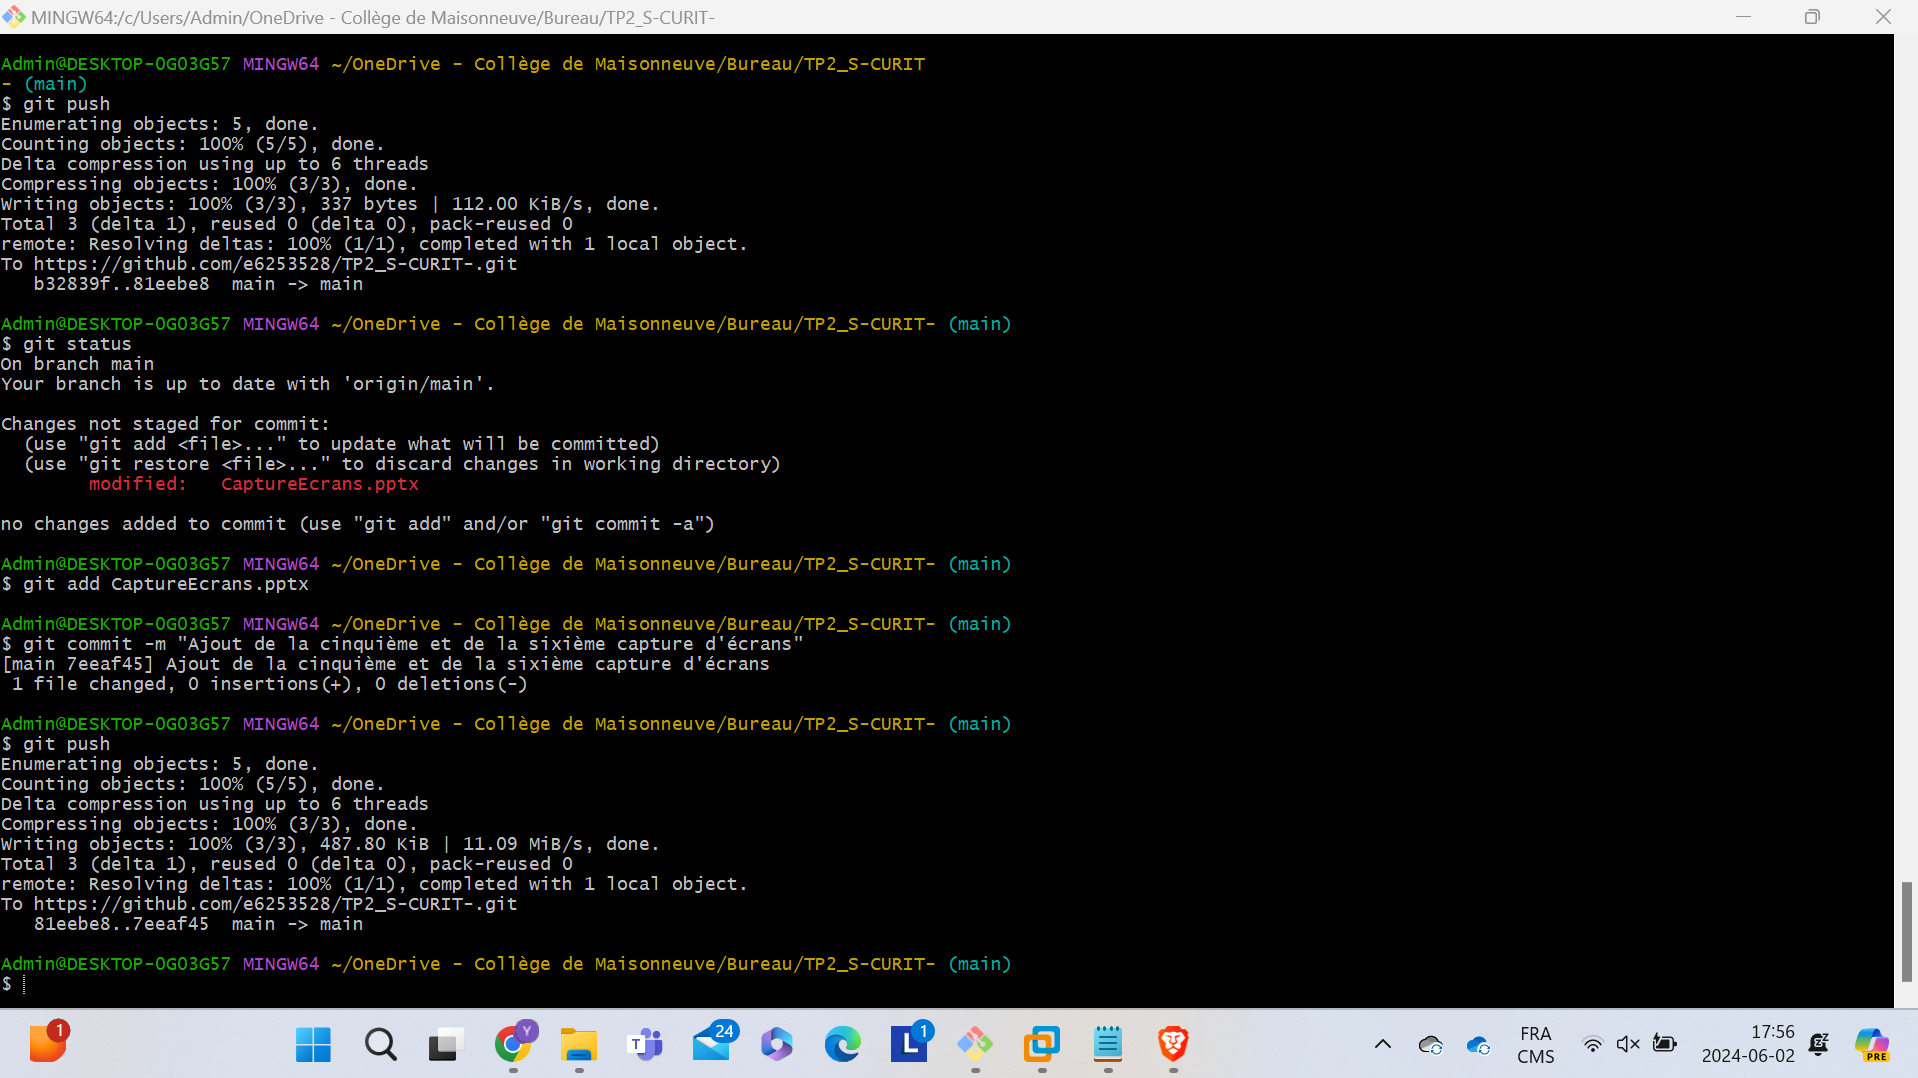 MINGW64:/c/Users/Admin/OneDrive - Collège de Maisonneuve/Bureau/TP2_S-CURIT-
Admin@DESKTOP-0G03G57 MINGW64 ~/OneDrive - Collège de Maisonneuve/Bureau/TP2_S-CURIT
- (main)
$ git push
Enumerating objects: 5, done.
Counting objects: 100% (5/5), done.
Delta compression using up to 6 threads
Compressing objects: 100% (3/3), done.
Writing objects: 100% (3/3), 337 bytes | 112.00 KiB/s, done.
Total 3 (delta 1), reused 0 (delta 0), pack-reused 0
remote: Resolving deltas: 100% (1/1), completed with 1 local object.
To https://github.com/e6253528/TP2_S-CURIT-.git
   b32839f..81eebe8  main -> main
Admin@DESKTOP-0G03G57 MINGW64 ~/OneDrive - Collège de Maisonneuve/Bureau/TP2_S-CURIT- (main)
$ git status
On branch main
Your branch is up to date with 'origin/main'.
Changes not staged for commit:
  (use "git add <file>..." to update what will be committed)
  (use "git restore <file>..." to discard changes in working directory)
        modified:   CaptureEcrans.pptx
no changes added to commit (use "git add" and/or "git commit -a")
Admin@DESKTOP-0G03G57 MINGW64 ~/OneDrive - Collège de Maisonneuve/Bureau/TP2_S-CURIT- (main)
$ git add CaptureEcrans.pptx
Admin@DESKTOP-0G03G57 MINGW64 ~/OneDrive - Collège de Maisonneuve/Bureau/TP2_S-CURIT- (main)
$ git commit -m "Ajout de la cinquième et de la sixième capture d'écrans"
[main 7eeaf45] Ajout de la cinquième et de la sixième capture d'écrans
 1 file changed, 0 insertions(+), 0 deletions(-)
Admin@DESKTOP-0G03G57 MINGW64 ~/OneDrive - Collège de Maisonneuve/Bureau/TP2_S-CURIT- (main)
$ git push
Enumerating objects: 5, done.
Counting objects: 100% (5/5), done.
Delta compression using up to 6 threads
Compressing objects: 100% (3/3), done.
Writing objects: 100% (3/3), 487.80 KiB | 11.09 MiB/s, done.
Total 3 (delta 1), reused 0 (delta 0), pack-reused 0
remote: Resolving deltas: 100% (1/1), completed with 1 local object.
To https://github.com/e6253528/TP2_S-CURIT-.git
   81eebe8..7eeaf45  main -> main
Admin@DESKTOP-0G03G57 MINGW64 ~/OneDrive - Collège de Maisonneuve/Bureau/TP2_S-CURIT- (main)
$
1
Y
T
24
L
1
FRA
CMS
17:56
2024-06-02
PRE